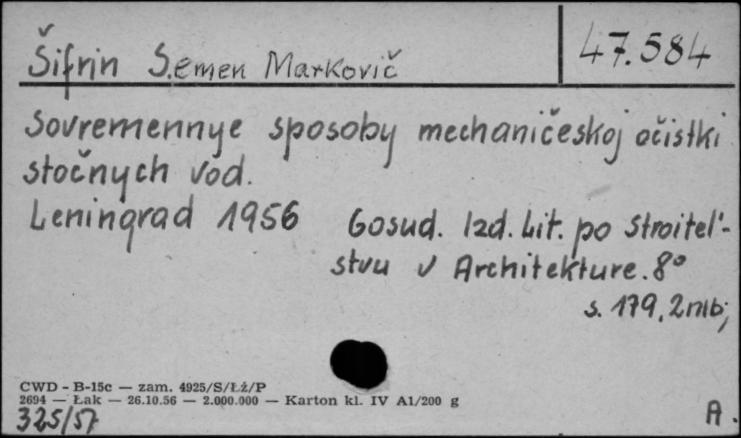 Šifrin Semen Markovič
47.584
Sovremennye sposoby mechaničeskoj očistki
stočnych vod.
Leningrad 1956 Gosud. Izd. Lit. po stroitel'-
stvu v Architekture. 8°
s. 179, 2nlb;
CWD - B-15c — zam. 4925/S/Łż/P
2694 — Łak — 26.10.56 — 2.000.000 — Karton kl. IV A1/200 g
325/57
A.